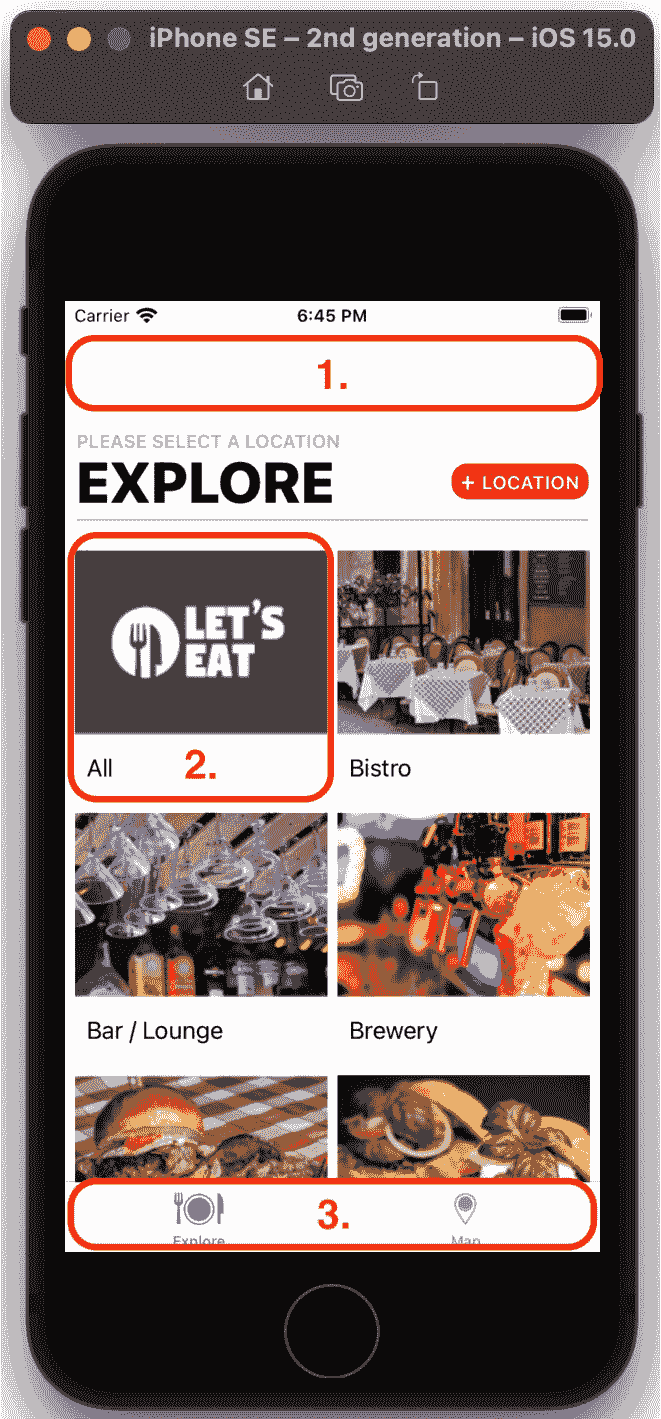 iPhone SE – 2nd generation – iOS 15.0
Carrier 6:45 PM
1.
PLEASE SELECT A LOCATION
EXPLORE
+ LOCATION
LET'S
EAT
All
2.
Bistro
Bar / Lounge
Brewery
3.
Explore
Map